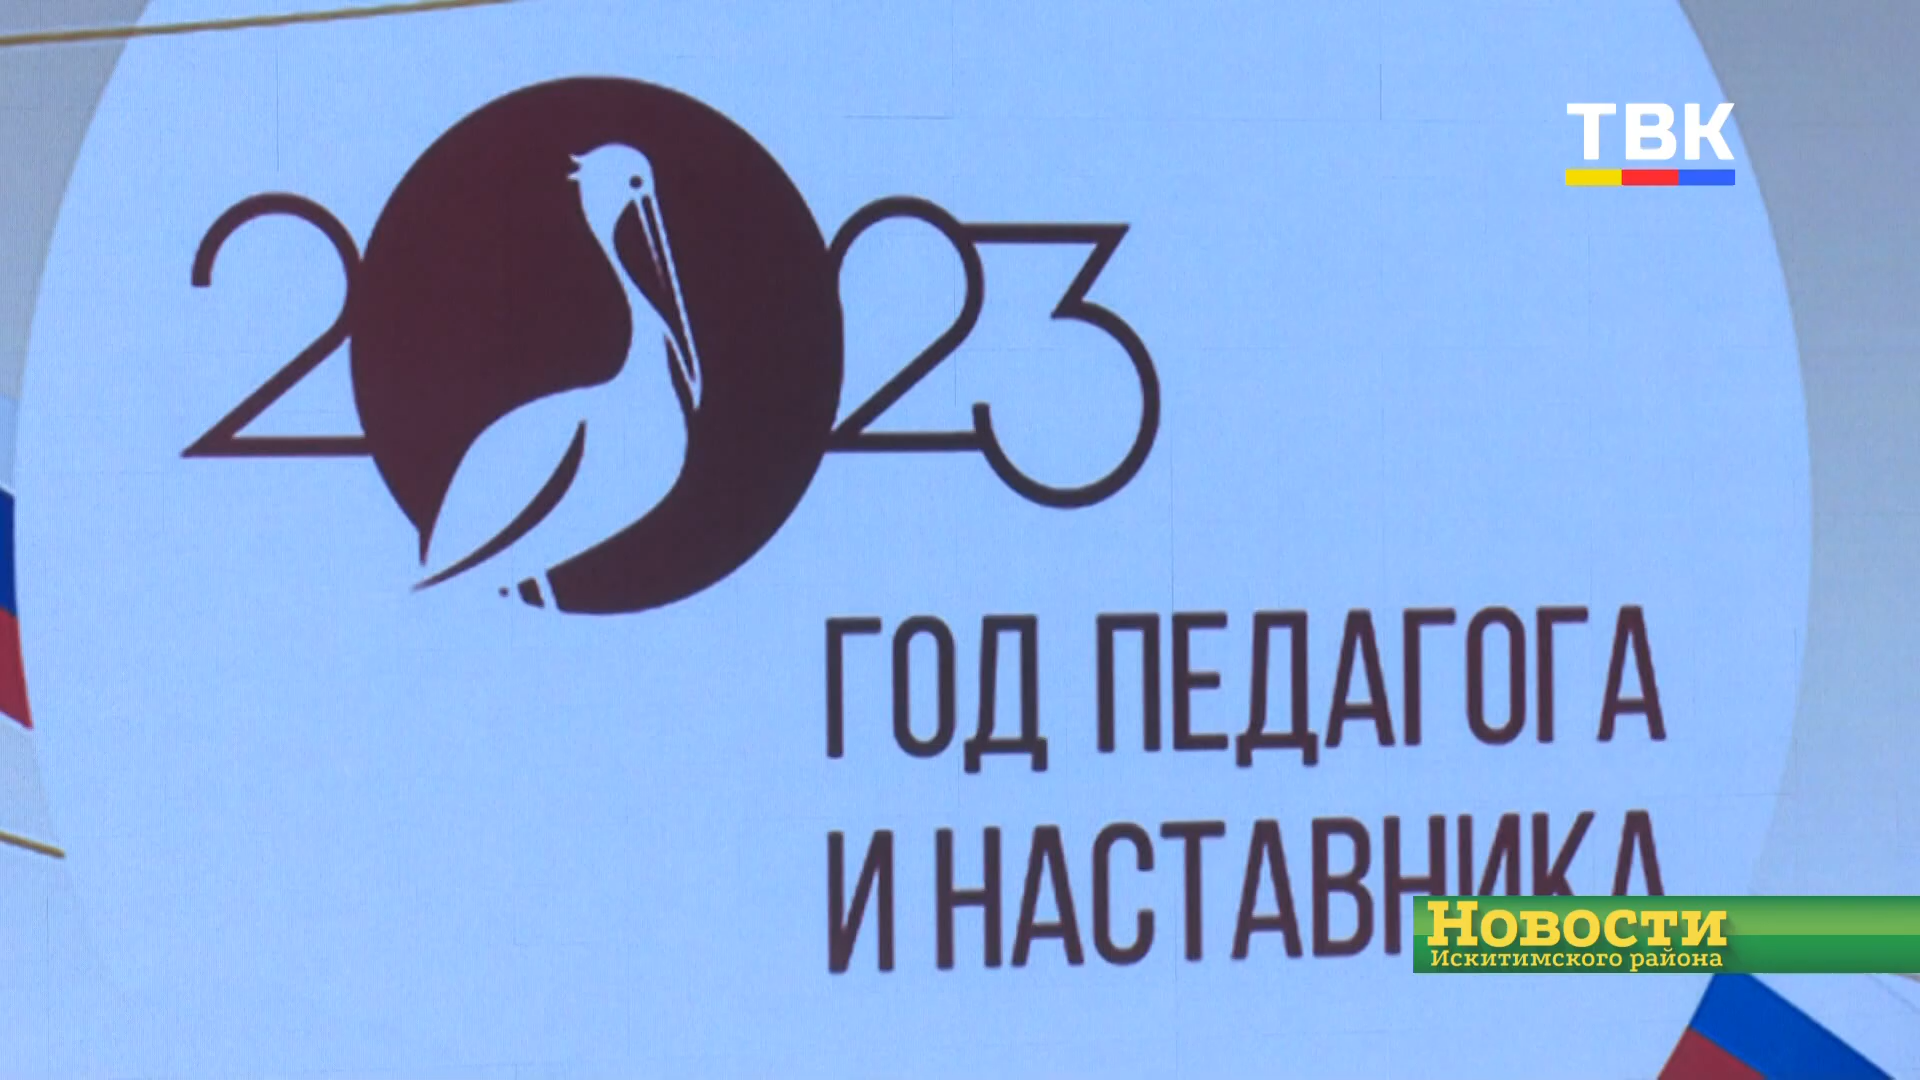 ТВК
2023
ГОД ПЕДАГОГА
И НАСТАВНИКА
Новости
Искитимского района